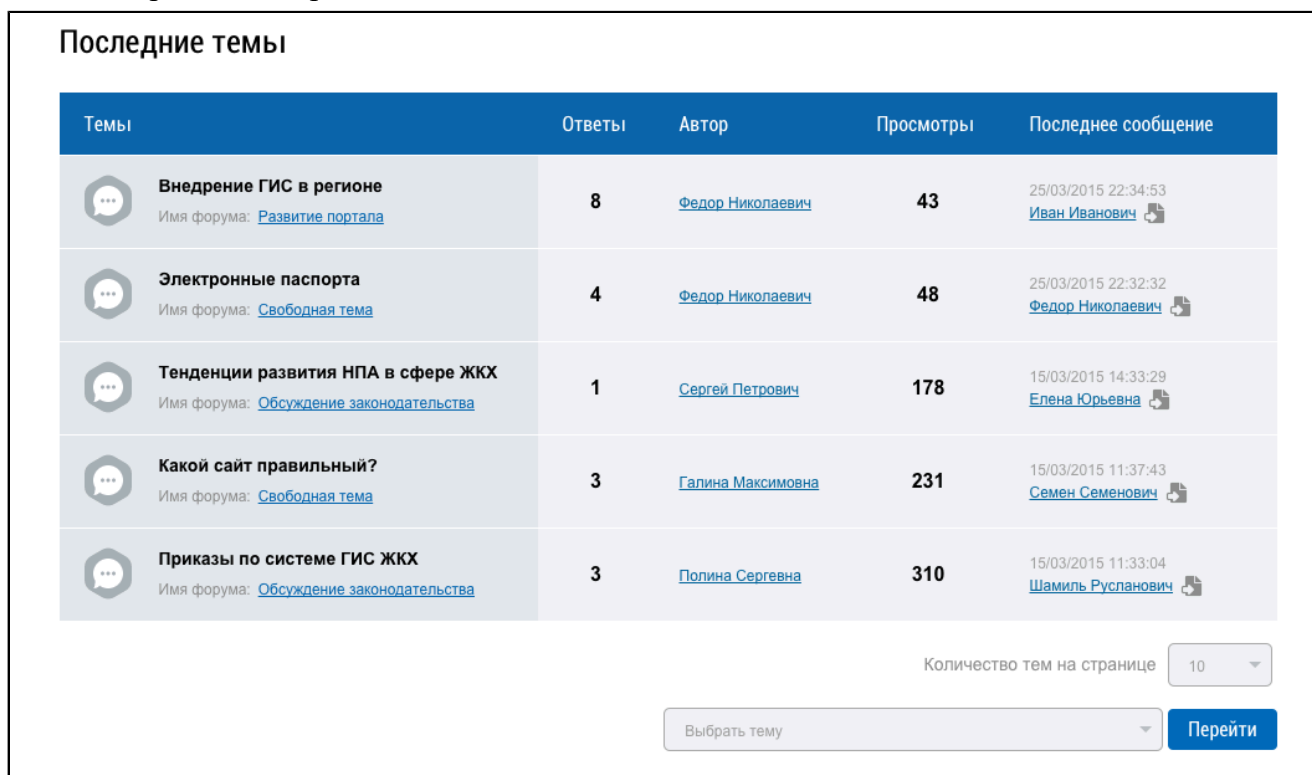 Последние темы
Темы Ответы Автор Просмотры Последнее сообщение
Внедрение ГИС в регионе
Имя форума: Развитие портала
8
Федор Николаевич
43
25/03/2015 22:34:53
Иван Иванович
Электронные паспорта
Имя форума: Свободная тема
4
Федор Николаевич
48
25/03/2015 22:32:32
Федор Николаевич
Тенденции развития НПА в сфере ЖКХ
Имя форума: Обсуждение законодательства
1
Сергей Петрович
178
15/03/2015 14:33:29
Елена Юрьевна
Какой сайт правильный?
Имя форума: Свободная тема
3
Галина Максимовна
231
15/03/2015 11:37:43
Семен Семенович
Приказы по системе ГИС ЖКХ
Имя форума: Обсуждение законодательства
3
Полина Сергевна
310
15/03/2015 11:33:04
Шамиль Русланович
Количество тем на странице 10
Выбрать тему Перейти